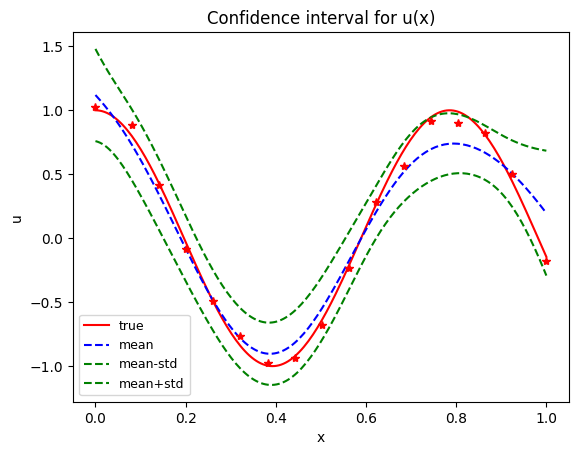 Confidence interval for u(x)
1.5
1.0
0.5
0.0
−0.5
−1.0
u
true
mean
mean-std
mean+std
0.0 0.2 0.4 0.6 0.8 1.0
x